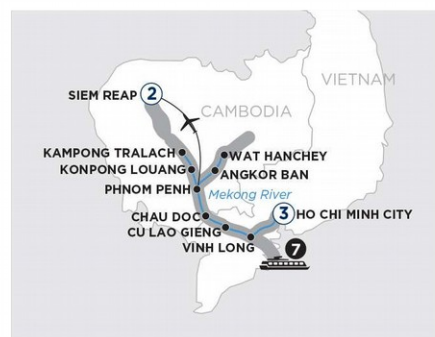 VIETNAM
SIEM REAP 2
CAMBODIA
KAMPONG TRALACH
WAT HANCHEY
KONPONG LOUANG
ANGKOR BAN
PHNOM PENH
Mekong River
CHAU DOC
3 HO CHI MINH CITY
CU LAO GIENG
VINH LONG
7